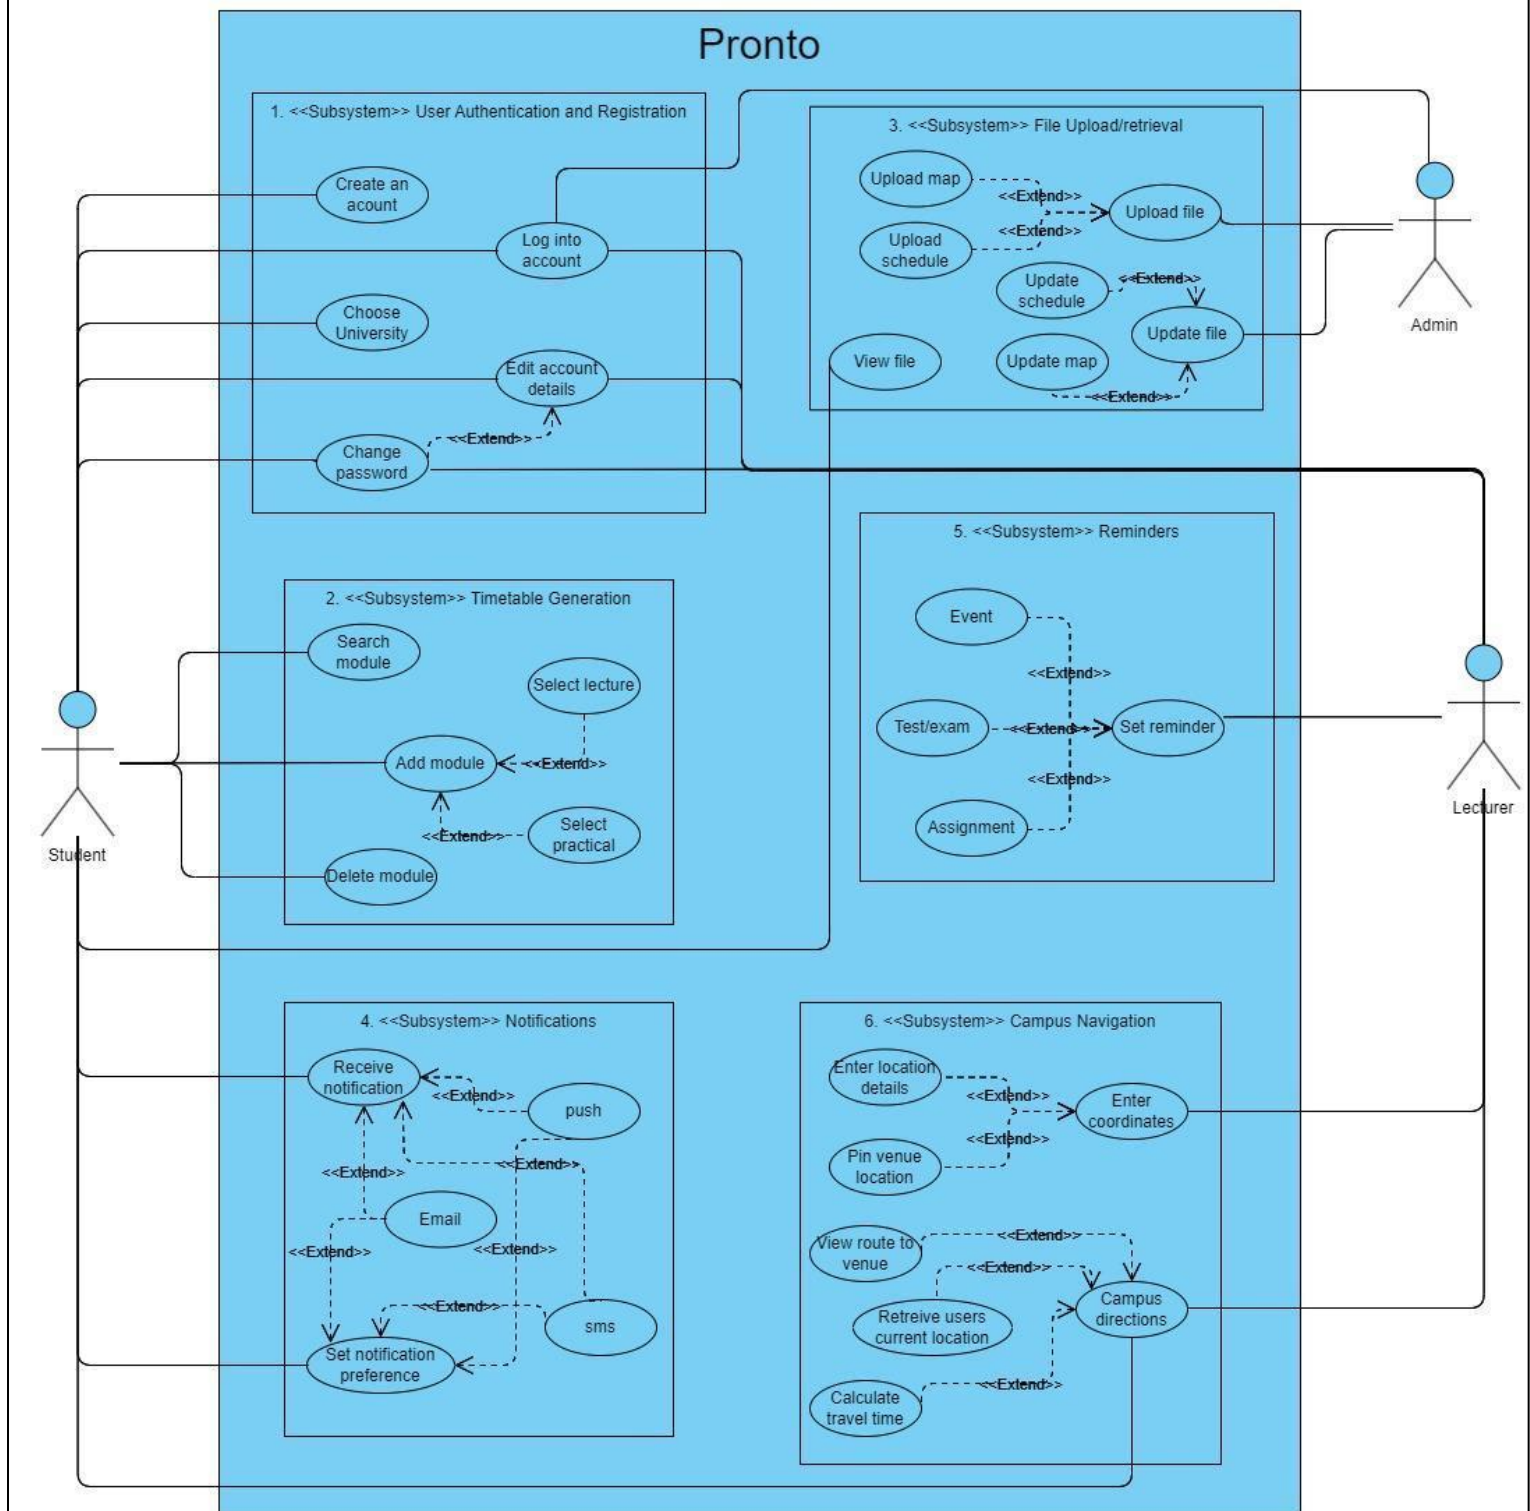 Pronto
1. <<Subsystem>> User Authentication and Registration
Create an
acount
Log into
account
Choose
University
Edit account
details
<<Extend>>
Change
password
3. <<Subsystem>> File Upload/retrieval
Upload map
<<Extend>>
Upload file
Upload
schedule
<<Extend>>
Update
schedule
<<Extend>>
Update file
View file
Update map
<<Extend>>
Admin
2. <<Subsystem>> Timetable Generation
Search
module
Select lecture
Add module
<<Extend>>
<<Extend>>
Select
practical
Delete module
Student
5. <<Subsystem>> Reminders
Event
<<Extend>>
Test/exam
<<Extend>>
Set reminder
<<Extend>>
Assignment
Lecturer
4. <<Subsystem>> Notifications
Receive
notification
<<Extend>>
push
<<Extend>>
<<Extend>>
Email
<<Extend>>
<<Extend>>
<<Extend>>
sms
Set notification
preference
6. <<Subsystem>> Campus Navigation
Enter location
details
<<Extend>>
Enter
coordinates
<<Extend>>
Pin venue
location
View route to
venue
<<Extend>>
<<Extend>>
Retreive users
current location
Campus
directions
<<Extend>>
Calculate
travel time